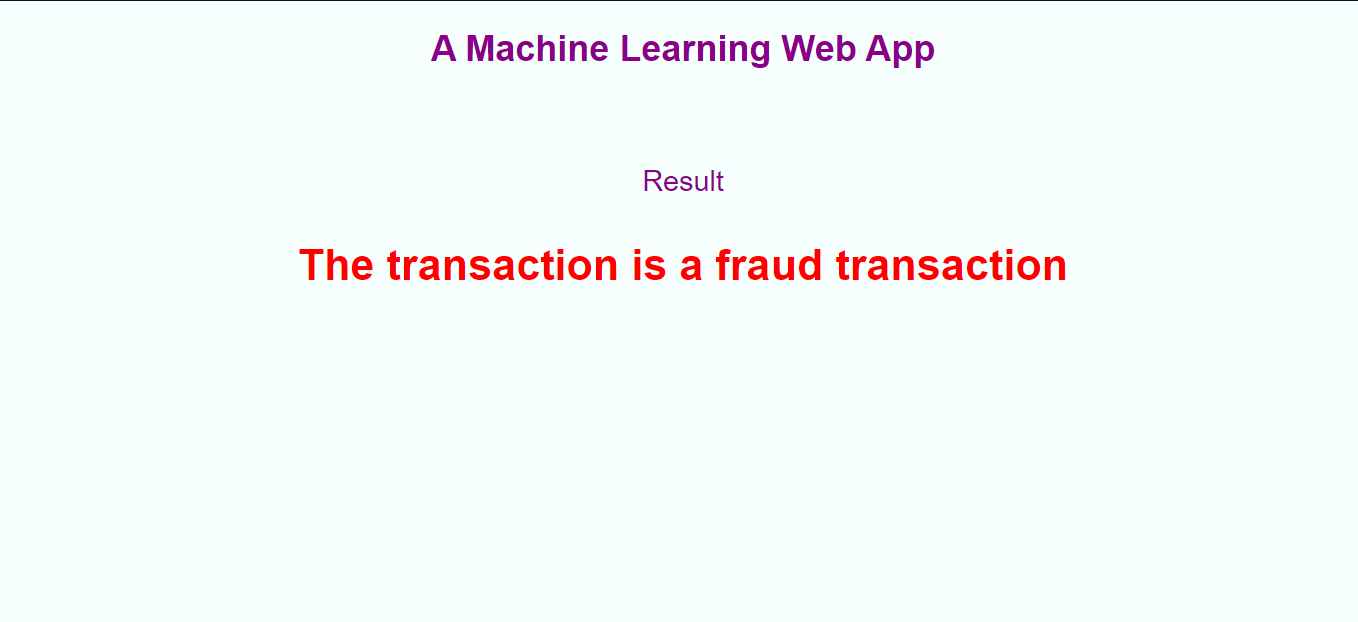 A Machine Learning Web App
Result
The transaction is a fraud transaction